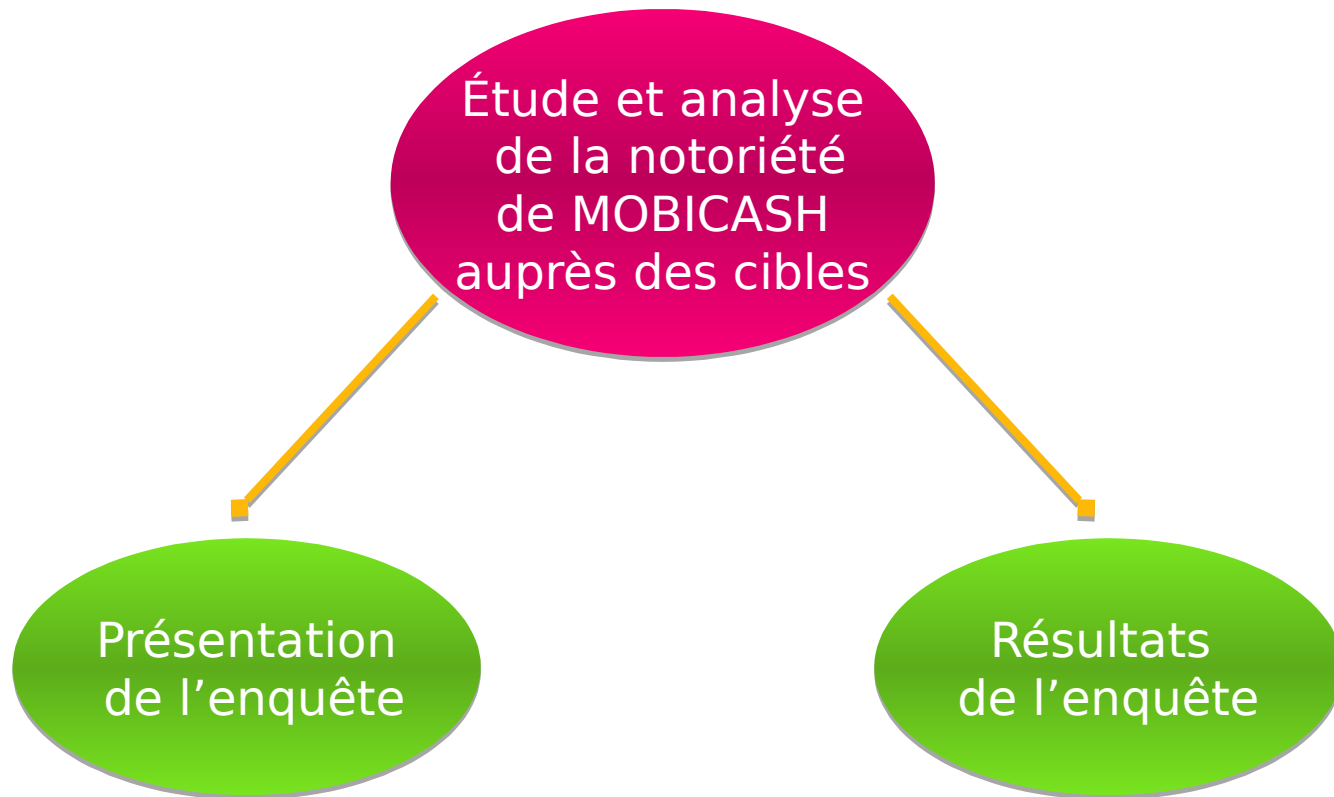 Étude et analyse
de la notoriété
de MOBICASH
auprès des cibles
Présentation
de l’enquête
Résultats
de l’enquête